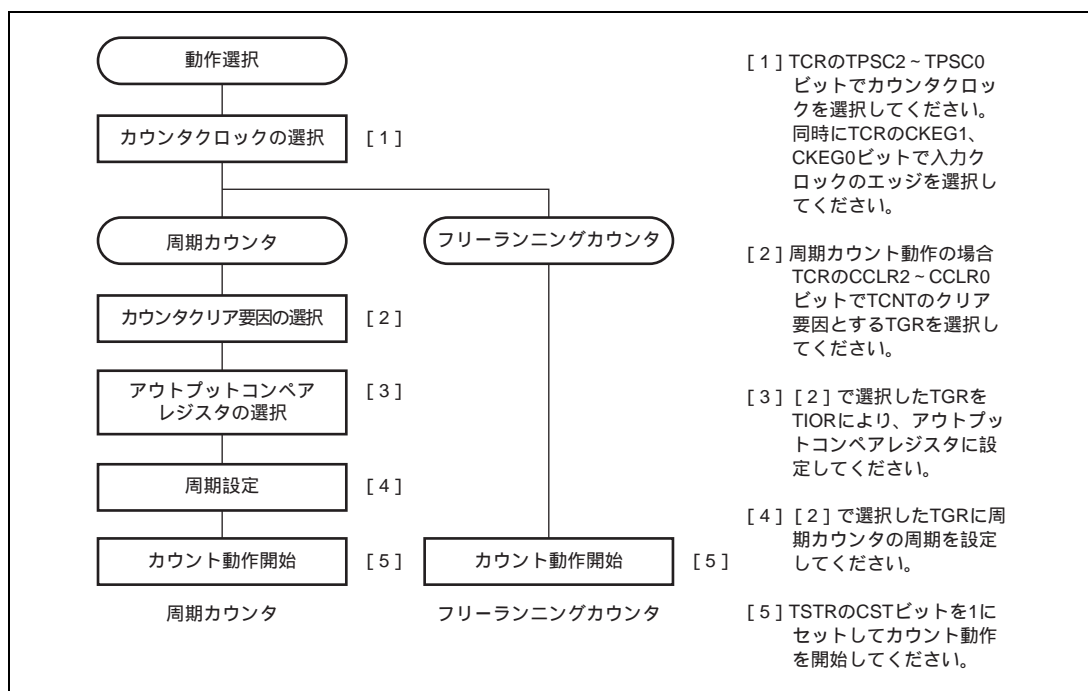 動作選択
カウンタクロックの選択 [1]
周期カウンタ フリーランニングカウンタ
カウンタクリア要因の選択 [2]
アウトプットコンペア
レジスタの選択 [3]
周期設定 [4]
カウント動作開始 [5] カウント動作開始 [5]
周期カウンタ フリーランニングカウンタ
[1] TCRのTPSC2～TPSC0
ビットでカウンタクロッ
クを選択してください。
同時にTCRのCKEG1、
CKEG0ビットで入力ク
ロックのエッジを選択し
てください。
[2] 周期カウント動作の場合
TCRのCCLR2～CCLR0
ビットでTCNTのクリア
要因とするTGRを選択し
てください。
[3] [2]で選択したTGRを
TIORにより、アウトプッ
トコンペアレジスタに設
定してください。
[4] [2]で選択したTGRに周
期カウンタの周期を設定
してください。
[5] TSTRのCSTビットを1に
セットしてカウント動作
を開始してください。